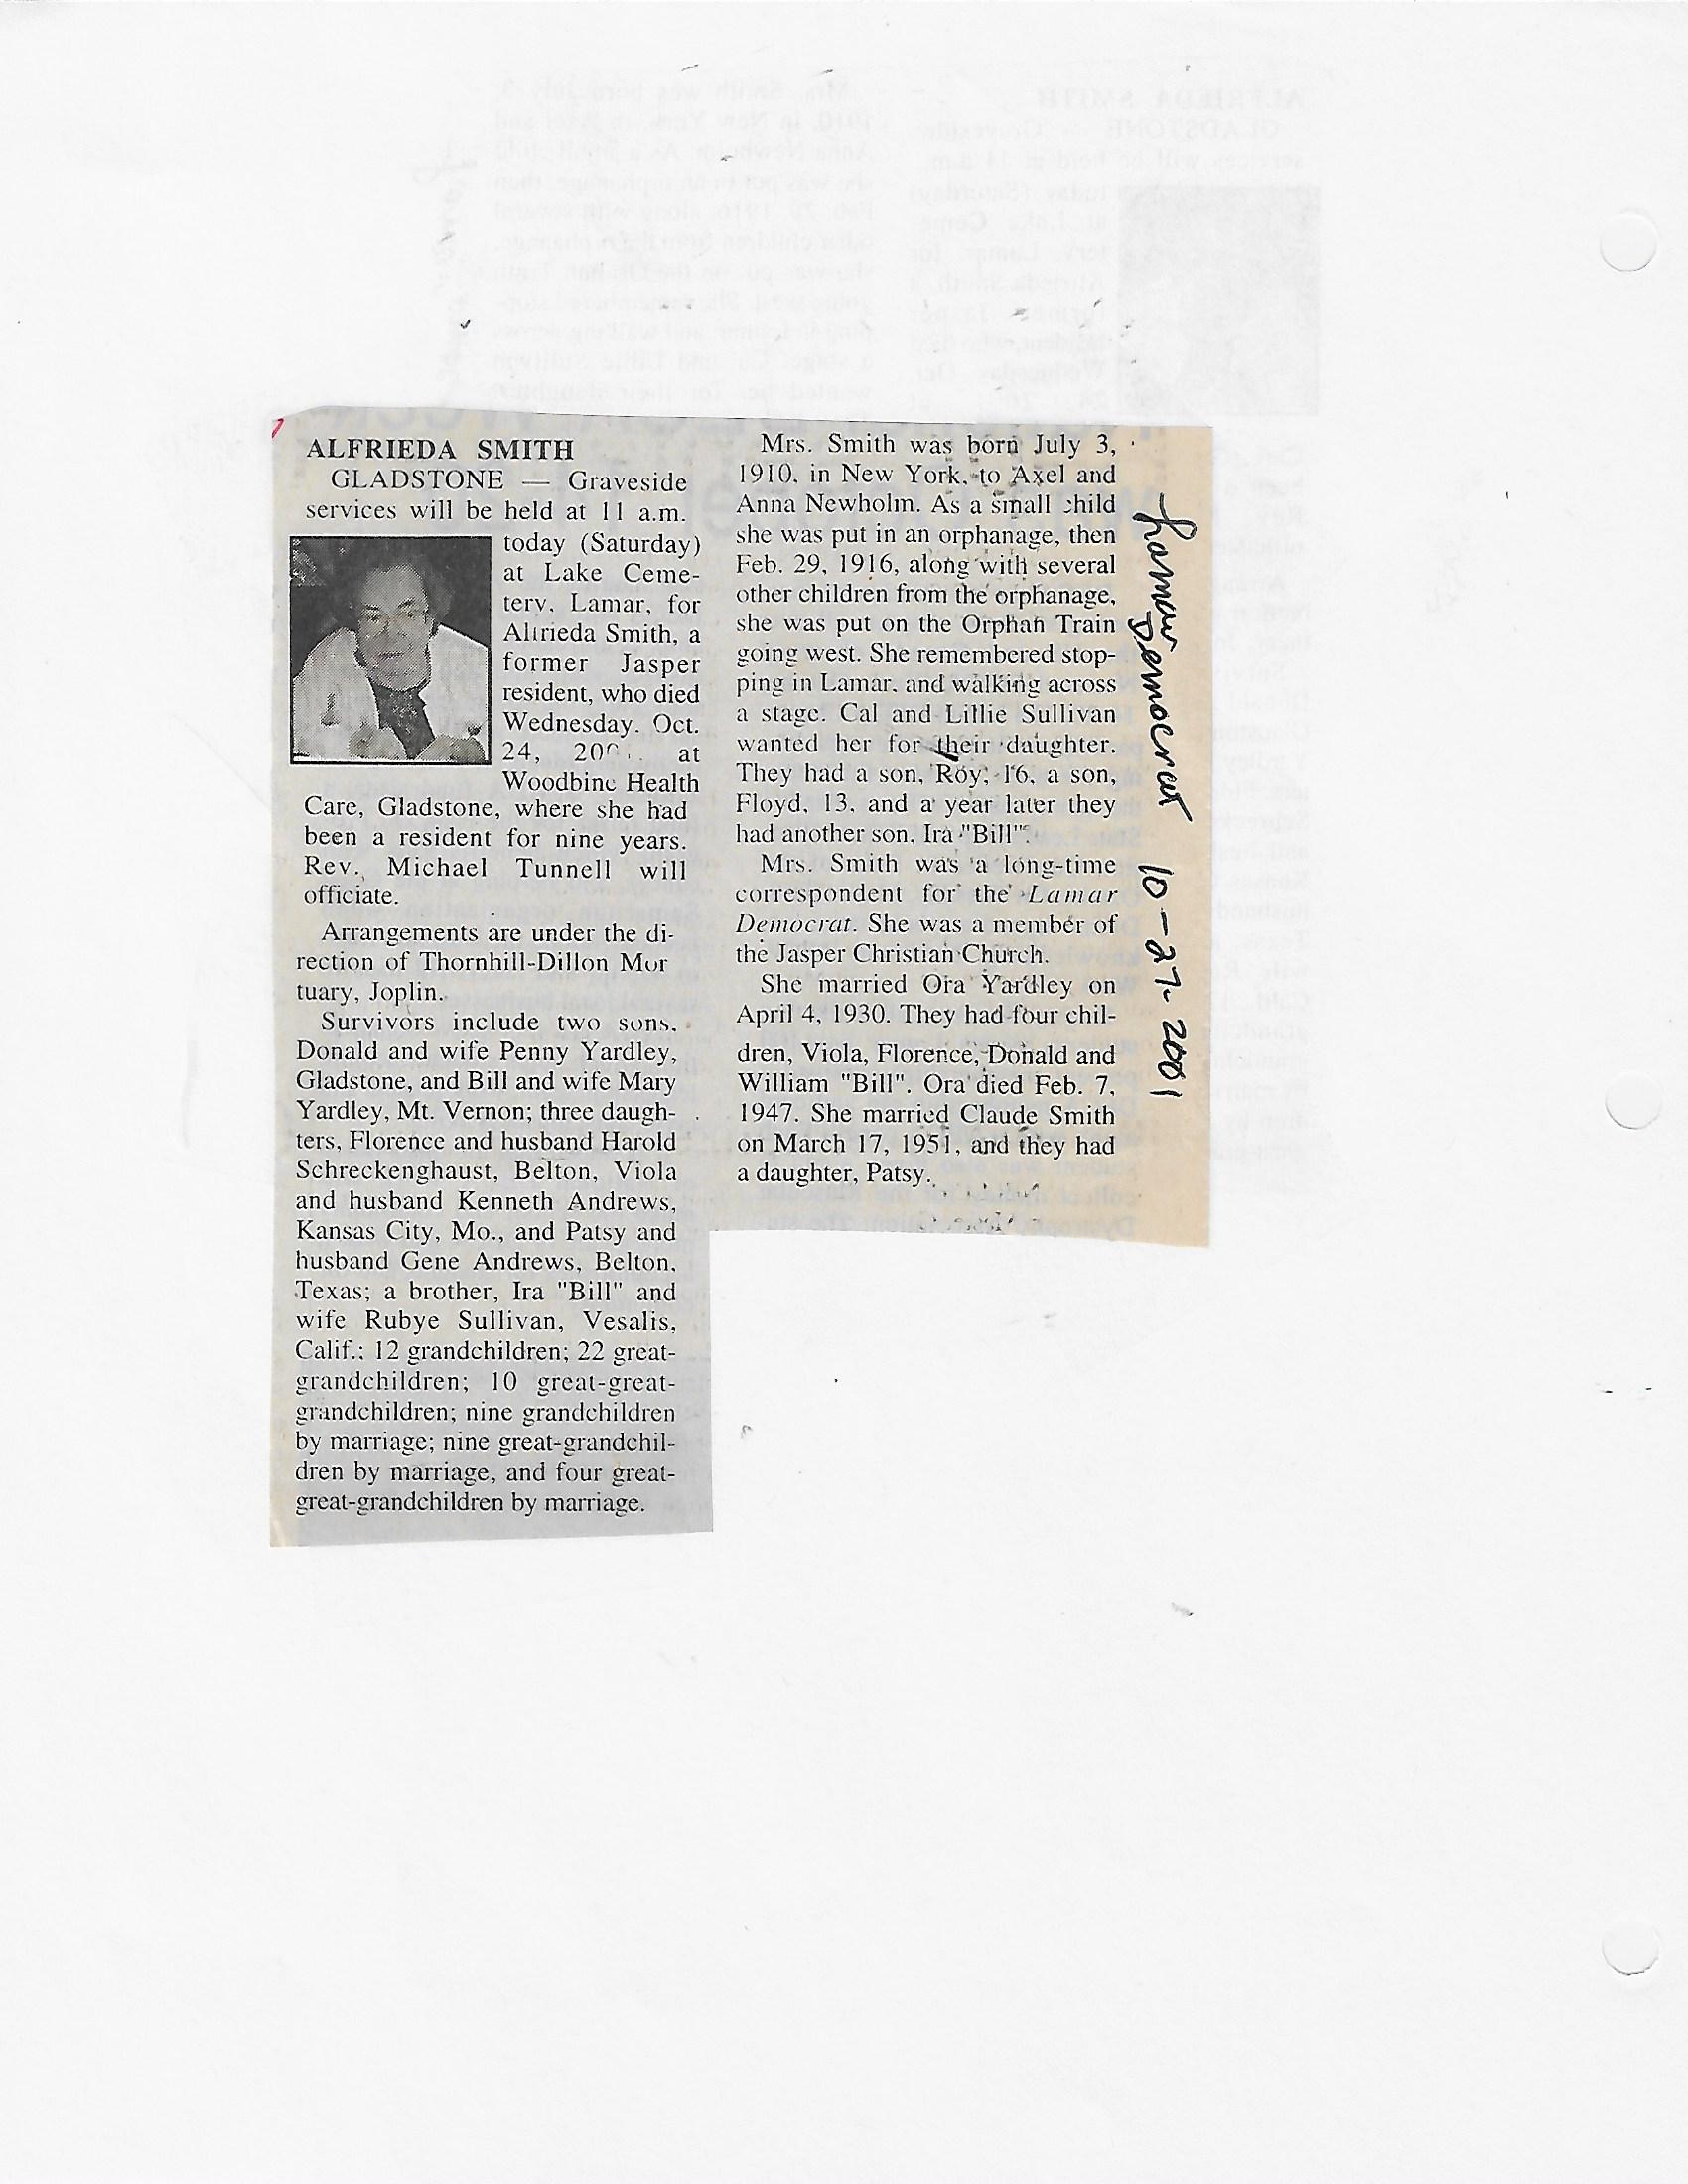 ALFRIEDA SMITH
GLADSTONE — Graveside
services will be held at 11 a.m.
today (Saturday)
at Lake Ceme-
tery, Lamar, for
Alfrieda Smith, a
former Jasper
resident, who died
Wednesday. Oct.
24, at
Woodbine Health
Care, Gladstone, where she had
been a resident for nine years.
Rev. Michael Tunnell will
officiate.
Arrangements are under the di-
rection of Thornhill-Dillon Mor
tuary, Joplin.
Survivors include two sons,
Donald and wife Penny Yardley,
Gladstone, and Bill and wife Mary
Yardley, Mt. Vernon; three daugh-
ters, Florence and husband Harold
Schreckenghaust, Belton, Viola
and husband Kenneth Andrews,
Kansas City, Mo., and Patsy and
husband Gene Andrews, Belton,
Texas; a brother, Ira "Bill" and
wife Rubye Sullivan, Vesalis,
Calif.: 12 grandchildren; 22 great-
grandchildren; 10 great-great-
grandchildren; nine grandchildren
by marriage; nine great-grandchil-
dren by marriage, and four great-
great-grandchildren by marriage.
Mrs. Smith was born July 3,
1910, in New York, to Axel and
Anna Newholm. As a small child
she was put in an orphanage, then
Feb. 29, 1916, along with several
other children from the orphanage,
she was put on the Orphan Train
going west. She remembered stop-
ping in Lamar, and walking across
a stage. Cal and Lillie Sullivan
wanted her for their daughter.
They had a son, Roy, 16, a son,
Floyd, 13, and a year later they
had another son, Ira "Bill".
Mrs. Smith was a long-time
correspondent for the Lamar
Democrat. She was a member of
the Jasper Christian Church.
She married Ora Yardley on
April 4, 1930. They had four chil-
dren, Viola, Florence, Donald and
William "Bill". Ora died Feb. 7,
1947. She married Claude Smith
on March 17, 1951, and they had
a daughter, Patsy.
Lamar Democrat 10-27-2001